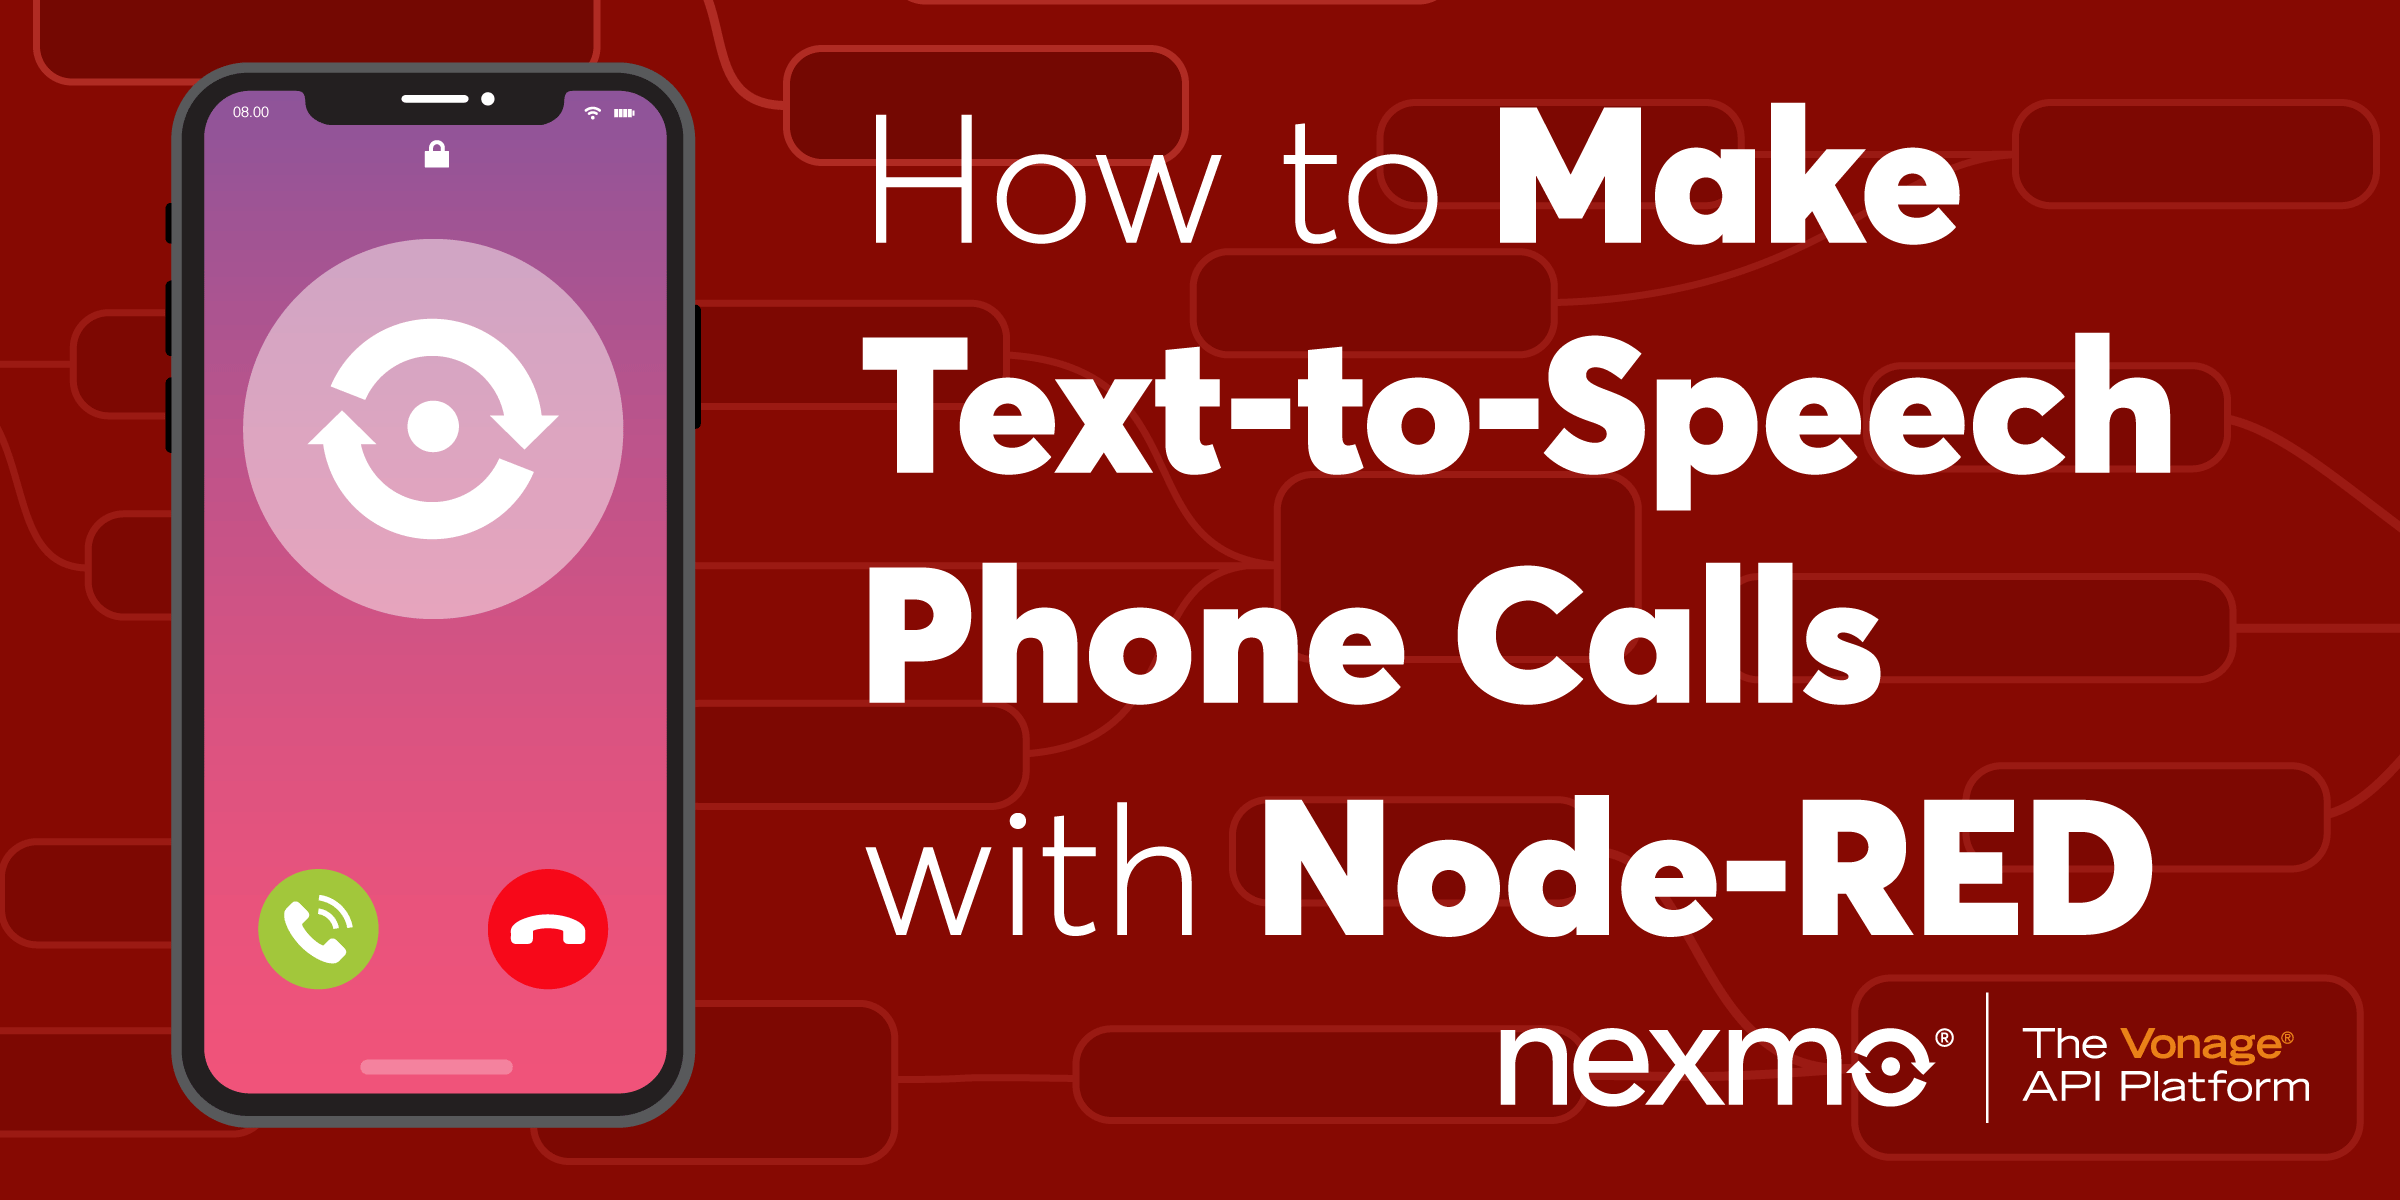 08.00
How to Make
Text-to-Speech
Phone Calls
with Node-RED
nexmo®
The Vonage®
API Platform